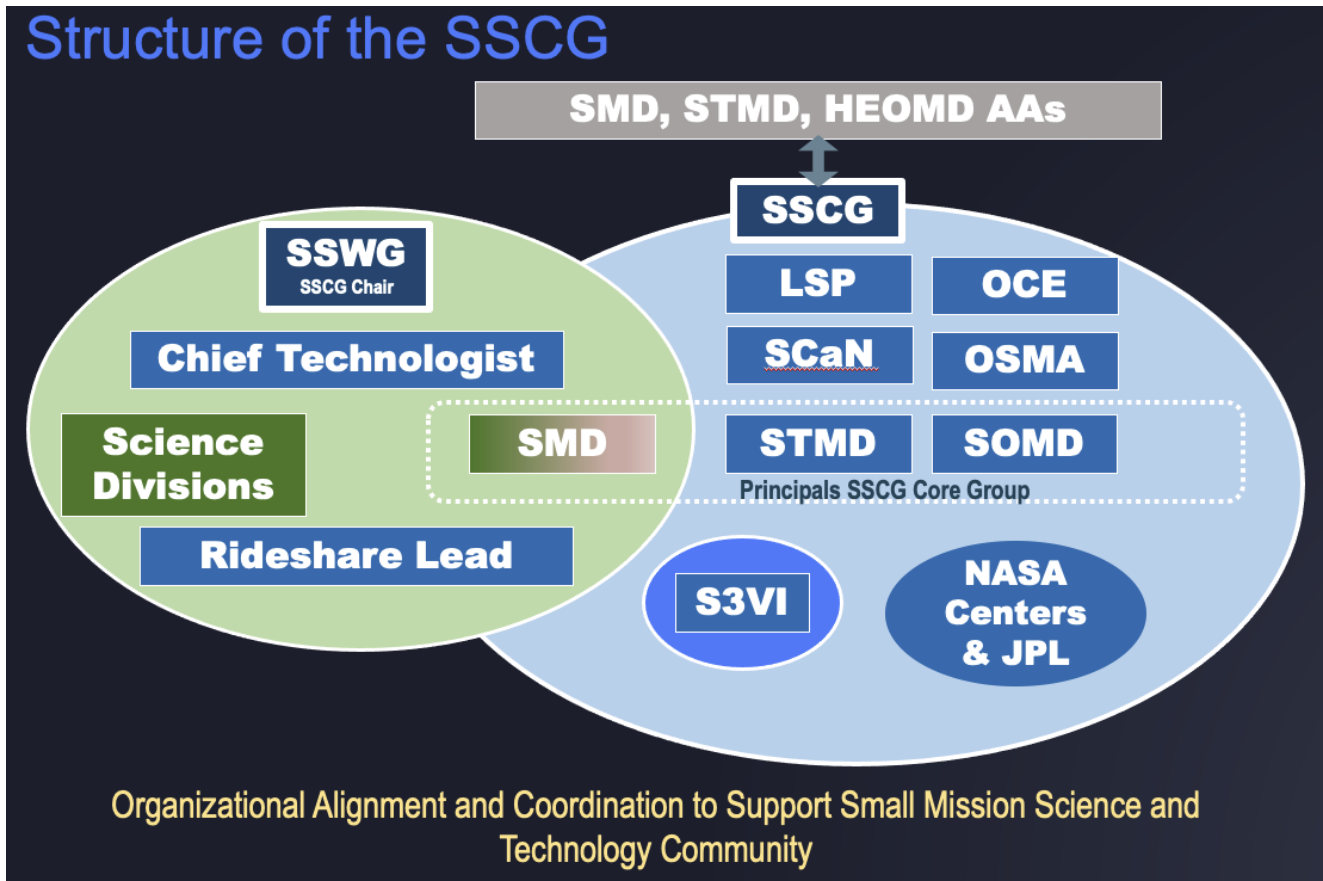 Structure of the SSCG
SMD, STMD, HEOMD AAs
SSCG
SSWG
SSCG Chair
LSP
OCE
Chief Technologist
SCaN
OSMA
Science
Divisions
SMD
STMD
SOMD
Principals SSCG Core Group
Rideshare Lead
S3VI
NASA
Centers
& JPL
Organizational Alignment and Coordination to Support Small Mission Science and
Technology Community